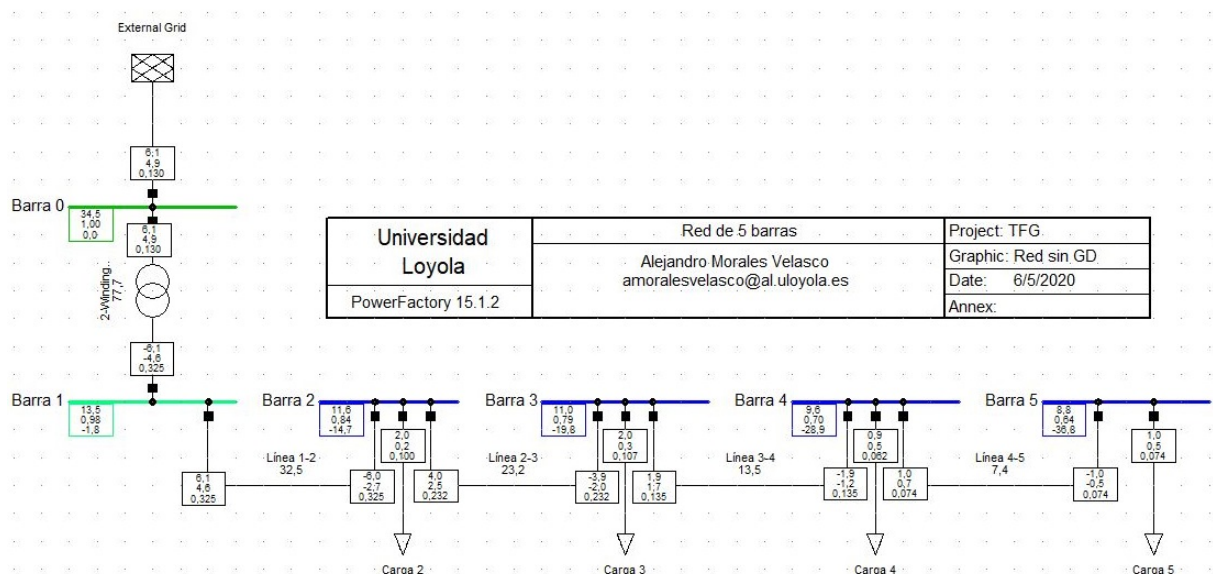 External Grid
6,1
4,9
0,130
Barra 0
34,5
1,00
0,0
6,1
4,9
0,130
2-Winding..
77,7
Universidad
Loyola
PowerFactory 15.1.2
Red de 5 barras
Alejandro Morales Velasco
amoralesvelasco@al.uloyola.es
Project: TFG
Graphic: Red sin GD
Date: 6/5/2020
Annex:
-6,1
-4,6
0,325
Barra 1
13,5
0,98
-1,8
6,1
4,6
0,325
Línea 1-2
32,5
Barra 2
11,6
0,84
-14,7
-6,0
-2,7
0,325
2,0
0,2
0,100
4,0
2,5
0,232
Carga 2
Línea 2-3
23,2
Barra 3
11,0
0,79
-19,8
-3,9
-2,0
0,232
2,0
0,3
0,107
1,9
1,7
0,135
Carga 3
Línea 3-4
13,5
Barra 4
9,6
0,70
-28,9
-1,9
-1,2
0,135
0,9
0,5
0,062
1,0
0,7
0,074
Carga 4
Línea 4-5
7,4
Barra 5
8,8
0,64
-36,8
-1,0
-0,5
0,074
1,0
0,5
0,074
Carga 5